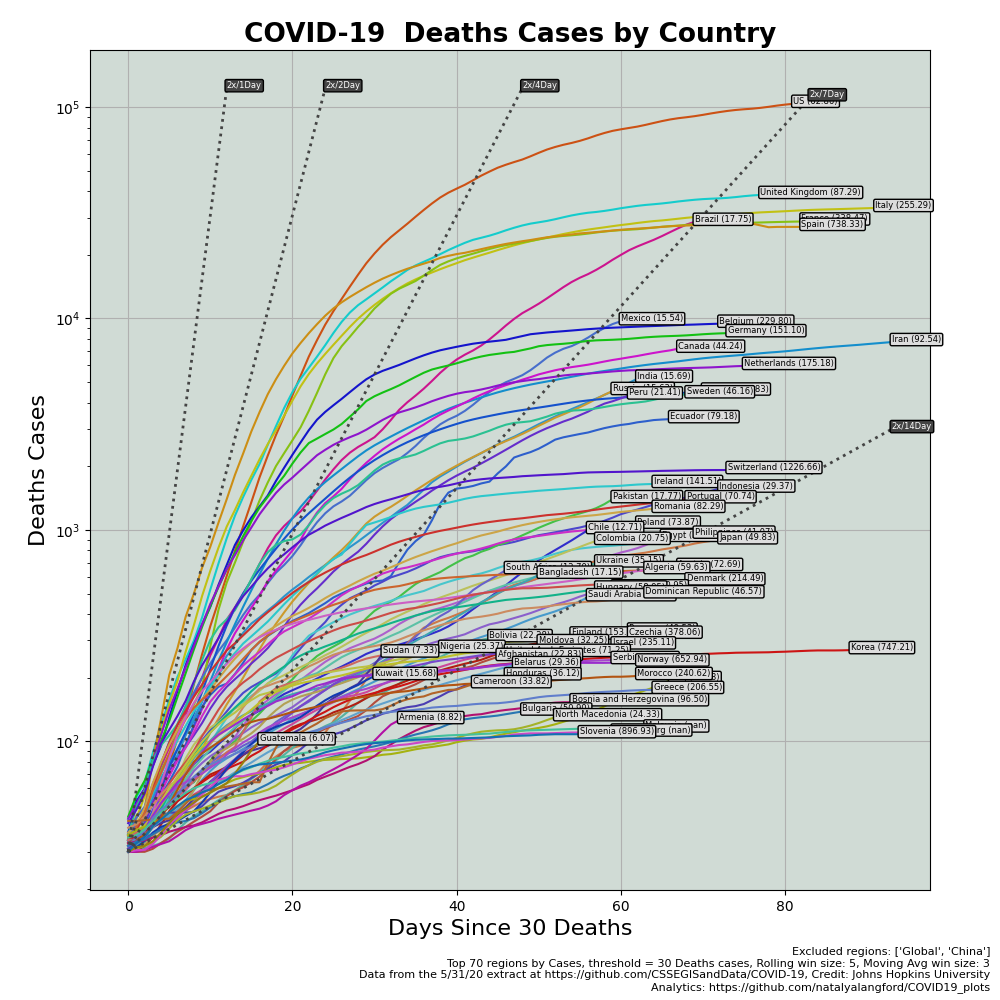 COVID-19  Deaths Cases by Country
2x/1Day
2x/2Day
2x/4Day
2x/7Day
US
10^5
United Kingdom (87.29)
Italy (255.29)
Brazil (17.75)
Spain (738.33)
10^4
Mexico (15.54)
Belgium (229.80)
Germany (151.10)
Iran (92.54)
Canada (44.24)
Netherlands (175.18)
India (15.69)
Peru (21.41)
Sweden (46.16)
Ecuador (79.18)
2x/14Day
Switzerland (1226.66)
Ireland (141.51)
Indonesia (29.37)
Pakistan (17.77)
Portugal (70.74)
Romania (82.29)
10^3
Poland (73.87)
Chile (12.71)
Colombia (20.75)
Japan (49.83)
Ukraine (35.15)
South
Bangladesh (17.15)
Algeria (59.63)
Denmark (214.49)
Saudi Arabia
Dominican Republic (46.57)
Bolivia (22.29)
Finland
Czechia (378.06)
Moldova (32.25)
Israel (235.11)
Sudan (7.33)
Nigeria (25.37)
Korea (747.21)
Afghanistan (22.83)
Belarus (29.36)
Norway (652.94)
Kuwait (15.68)
Honduras (36.12)
Morocco (240.62)
Cameroon (33.82)
Greece (206.55)
Bosnia and Herzegovina (96.50)
Bulgaria
Armenia (8.82)
North Macedonia (24.33)
Slovenia (896.93)
Guatemala (6.07)
10^2
Deaths Cases
0 20 40 60 80
Days Since 30 Deaths
Excluded regions: ['Global', 'China']
Top 70 regions by Cases, threshold = 30 Deaths cases, Rolling win size: 5, Moving Avg win size: 3
Data from the 5/31/20 extract at https://github.com/CSSEGISandData/COVID-19, Credit: Johns Hopkins University
Analytics: https://github.com/natalyalangford/COVID19_plots